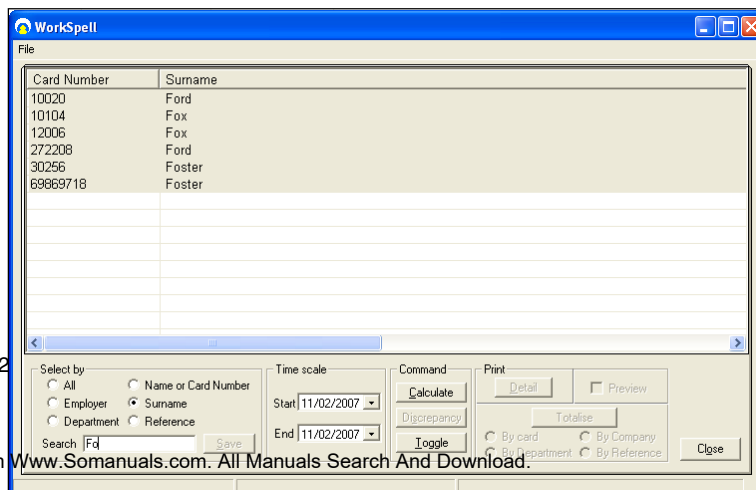 WorkSpell
File
Card Number Surname
10020 Ford
10104 Fox
12006 Fox
272208 Ford
30256 Foster
69869718 Foster
2
Select by Time scale Command Print
All Name or Card Number
Calculate Detail Preview
Employer Surname
Start 11/02/2007
Discrepancy Totalise
Department Reference
End 11/02/2007
Search Fo Save Toggle
By card By Company Close
By Department By Reference
Www.Somanuals.com. All Manuals Search And Download.